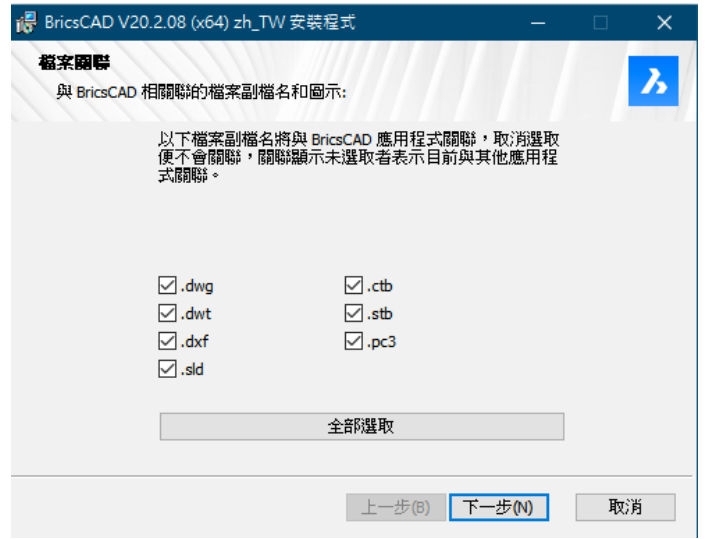 BricsCAD V20.2.08 (x64) zh_TW 安裝程式
檔案關聯
與 BricsCAD 相關聯的檔案副檔名和圖示:
以下檔案副檔名將與 BricsCAD 應用程式關聯，取消選取
便不會關聯，關聯顯示未選取者表示目前與其他應用程
式關聯。
.dwg .ctb
.dwt .stb
.dxf .pc3
.sld
全部選取
上一步(B) 下一步(N) 取消